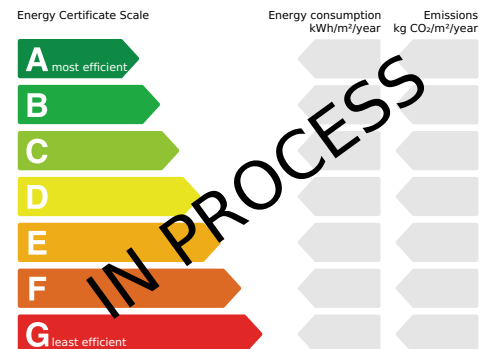 Energy Certificate Scale
Energy consumption
kWh/m²/year
Emissions
kg CO₂/m²/year
A most efficient
B
C
D
E
F
G least efficient
IN PROCESS